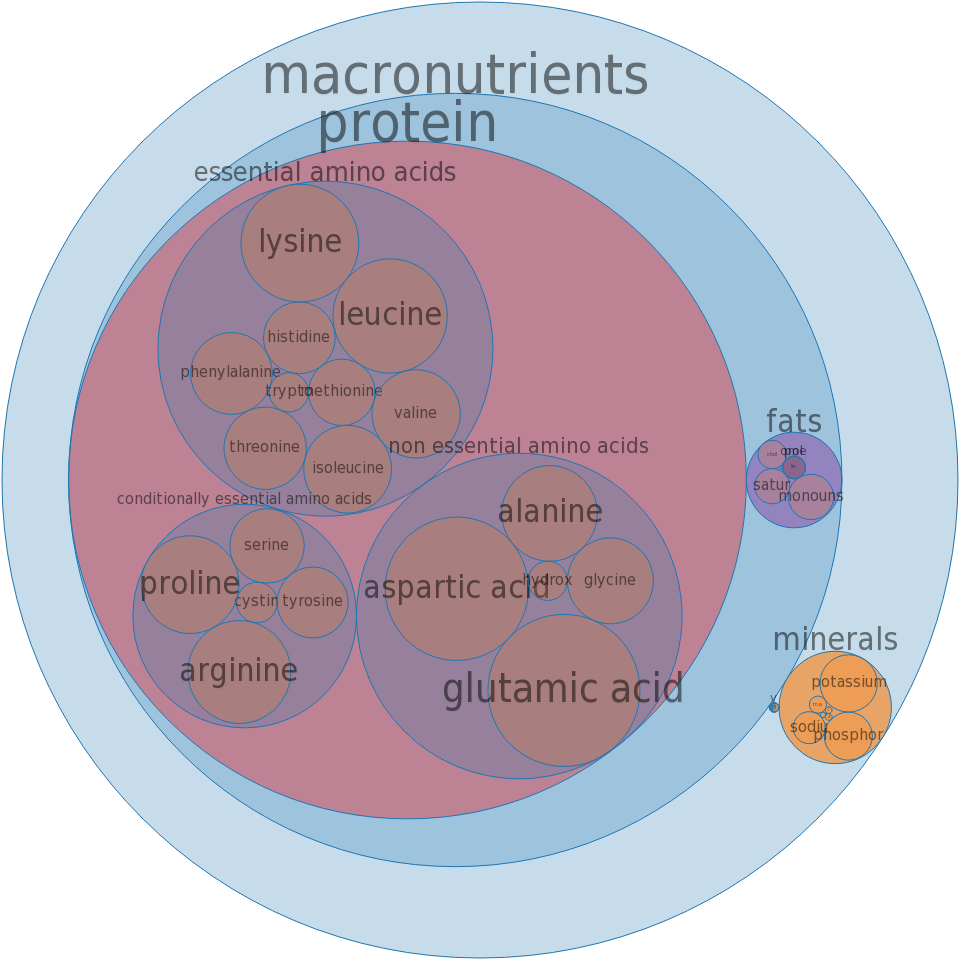 macronutrients
protein
essential amino acids
lysine
leucine
histidine
phenylalanine
trypto
methionine
valine
threonine
isoleucine
non essential amino acids
conditionally essential amino acids
serine
proline
cystin
tyrosine
arginine
alanine
aspartic acid
hydrox
glycine
glutamic acid
fats
chol
satur
monouns
minerals
potassium
ma
sodiu
phosphor
v